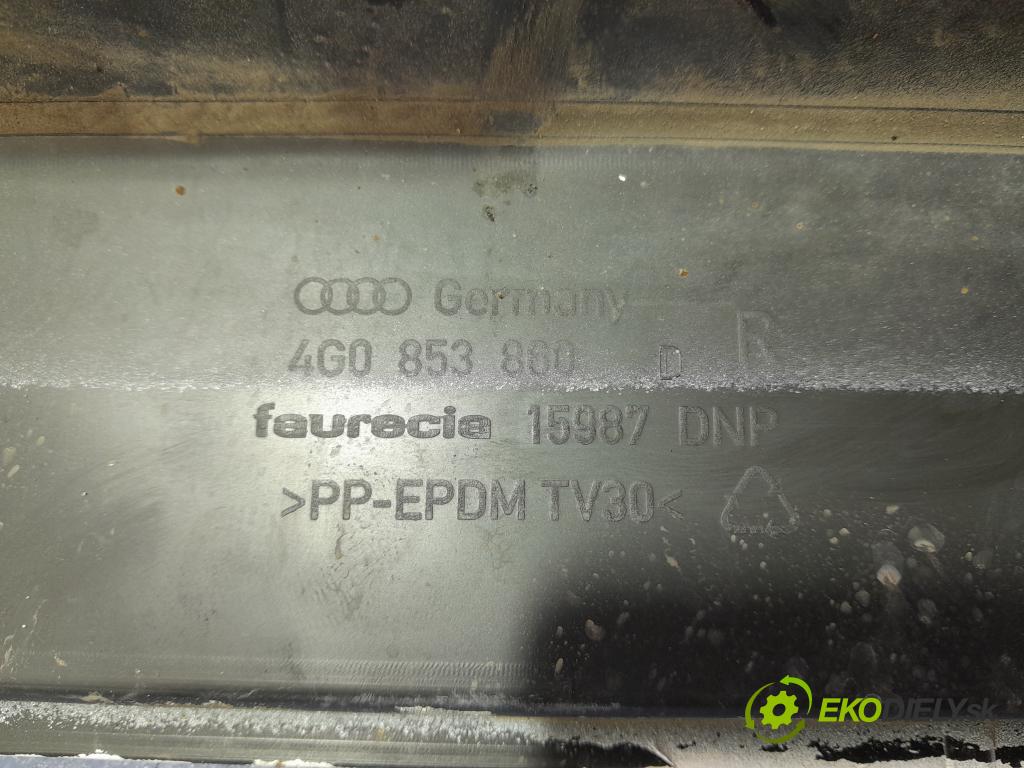 Germany
4G0 853 860 D R
faurecia 15987 DNP
>PP-EPDM TV30<
EKODIELY.sk